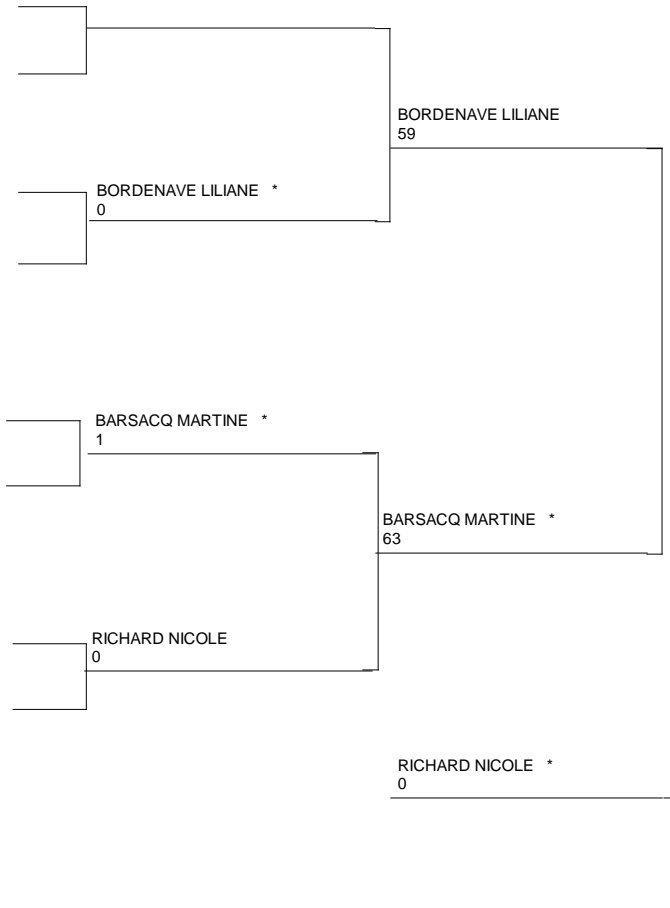 BORDENAVE LILIANE
59
BORDENAVE LILIANE *
0
BARSACQ MARTINE *
1
BARSACQ MARTINE *
63
RICHARD NICOLE
0
RICHARD NICOLE *
0